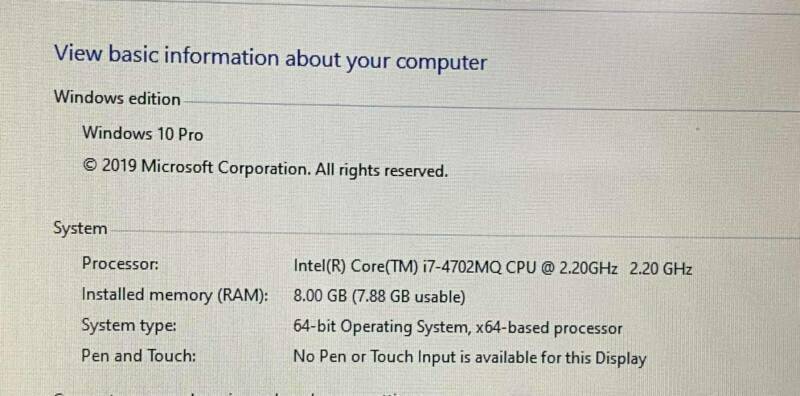 View basic information about your computer
Windows edition
Windows 10 Pro
© 2019 Microsoft Corporation. All rights reserved.
System
Processor: Intel(R) Core(TM) i7-4702MQ CPU @ 2.20GHz 2.20 GHz
Installed memory (RAM): 8.00 GB (7.88 GB usable)
System type: 64-bit Operating System, x64-based processor
Pen and Touch: No Pen or Touch Input is available for this Display